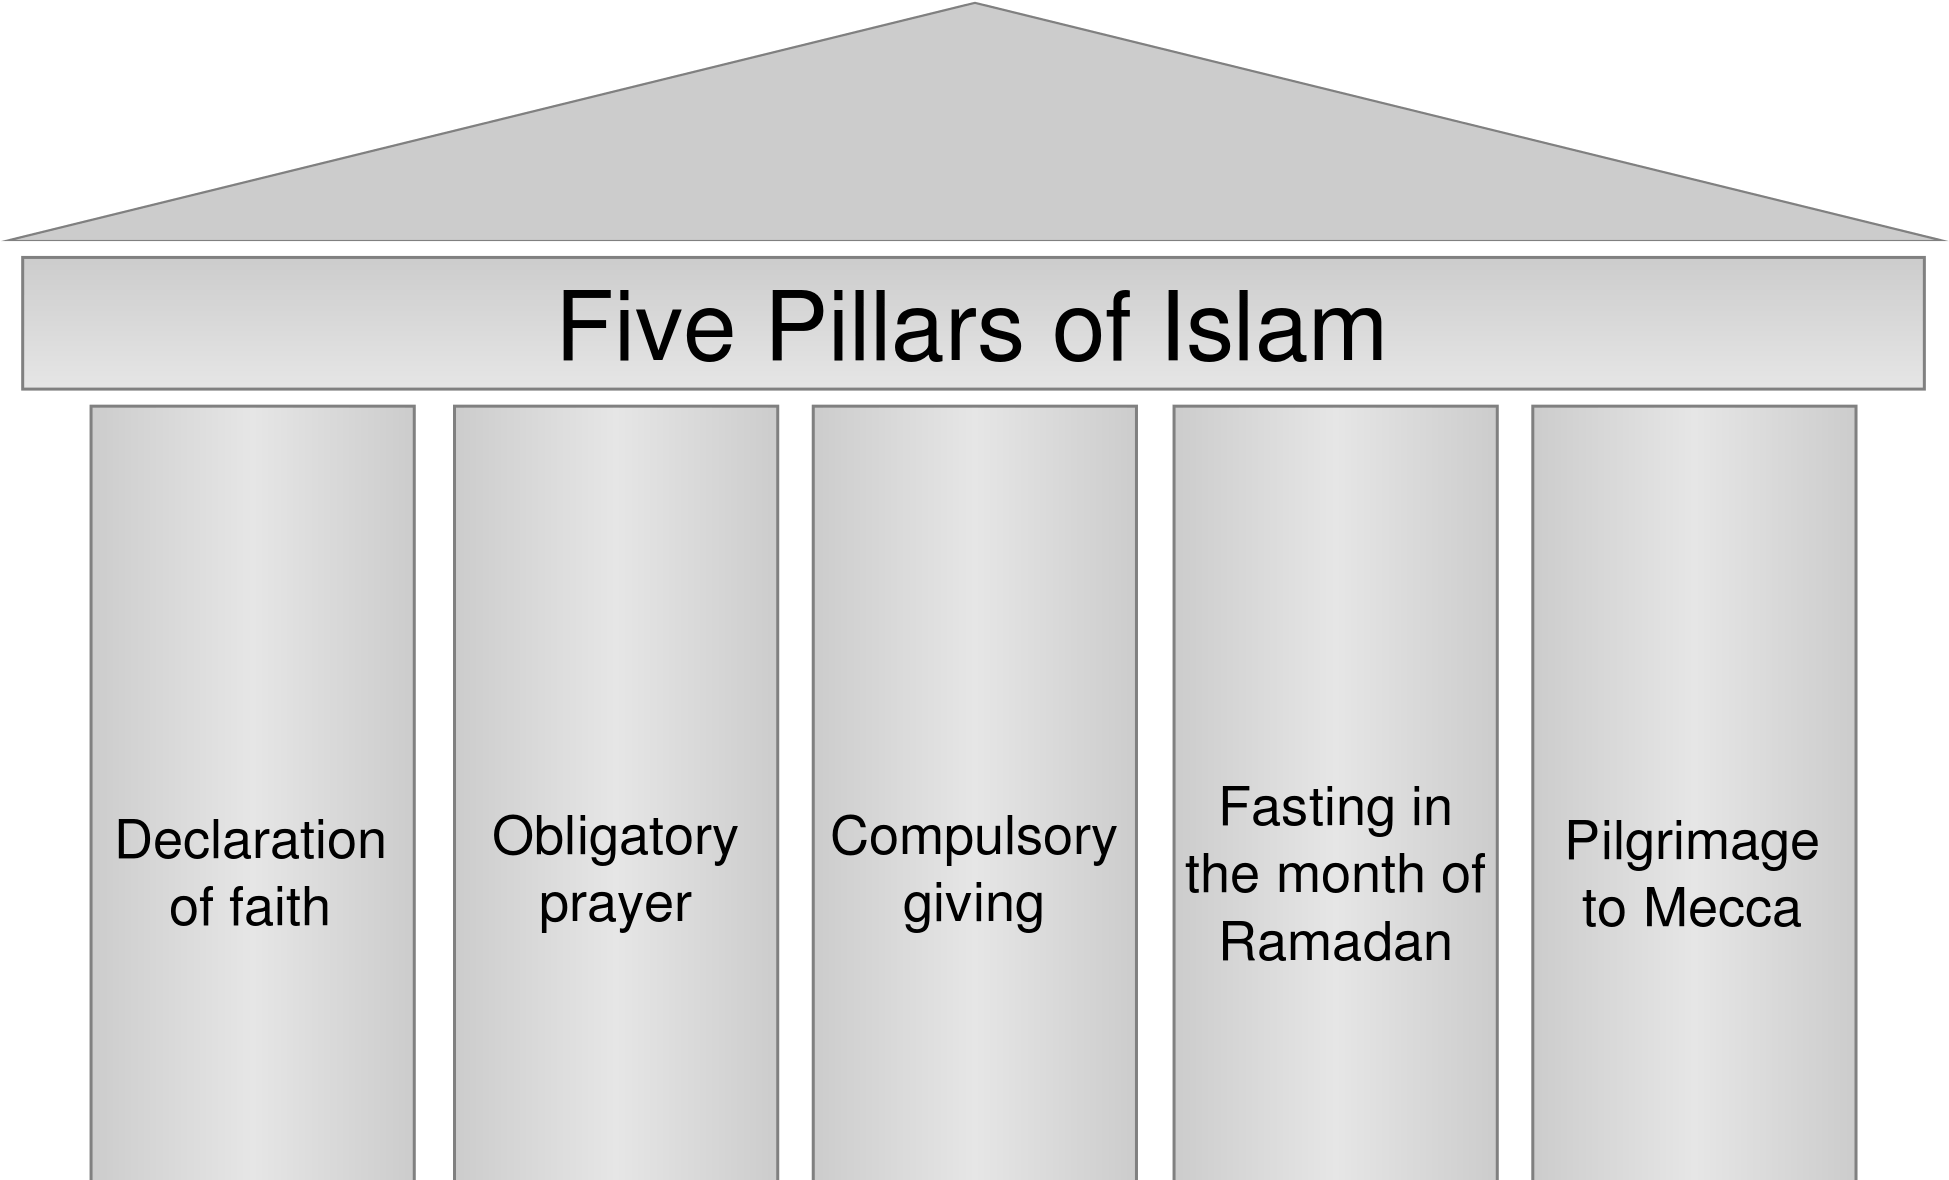 Five Pillars of Islam
Declaration
of faith
Obligatory
prayer
Compulsory
giving
Fasting in
the month of
Ramadan
Pilgrimage
to Mecca